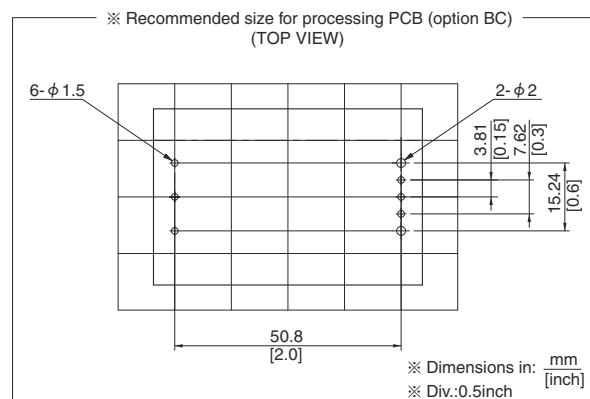 ※ Recommended size for processing PCB (option BC)
(TOP VIEW)
6-φ1.5
2-φ2
3.81
[0.15]
7.62
[0.3]
15.24
[0.6]
50.8
[2.0]
※ Dimensions in: mm
[inch]
※ Div.:0.5inch